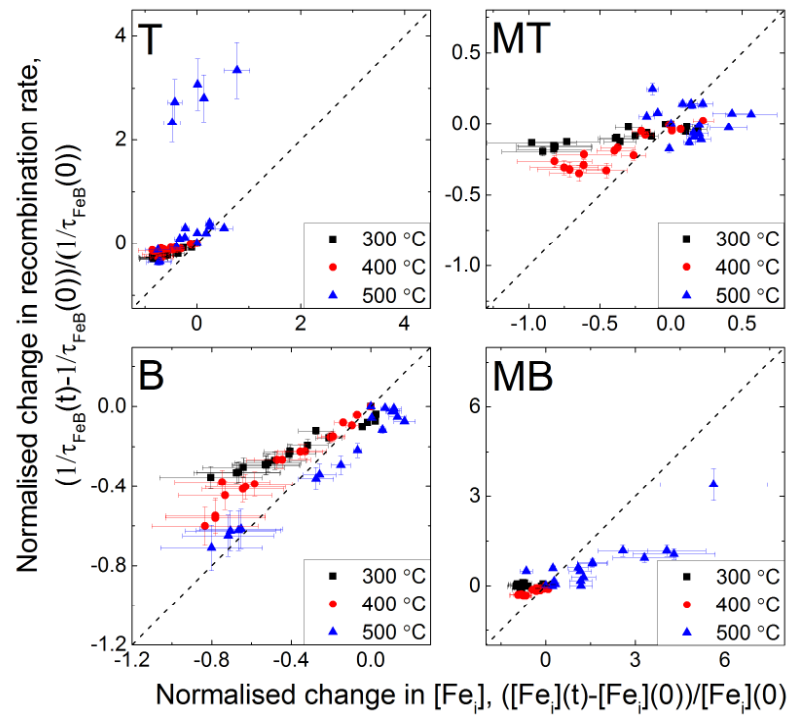 Normalised change in recombination rate,
(1/τFeB(t)-1/τFeB(0))/(1/τFeB(0))
T
4
2
0
0
2
4
300 °C
400 °C
500 °C
MT
0.5
0.0
-0.5
-1.0
-1.0
-0.5
0.0
0.5
300 °C
400 °C
500 °C
B
0.0
-0.4
-0.8
-1.2
-1.2
-0.8
-0.4
0.0
300 °C
400 °C
500 °C
MB
6
3
0
0
3
6
300 °C
400 °C
500 °C
Normalised change in [Fei], ([Fei](t)-[Fei](0))/[Fei](0)